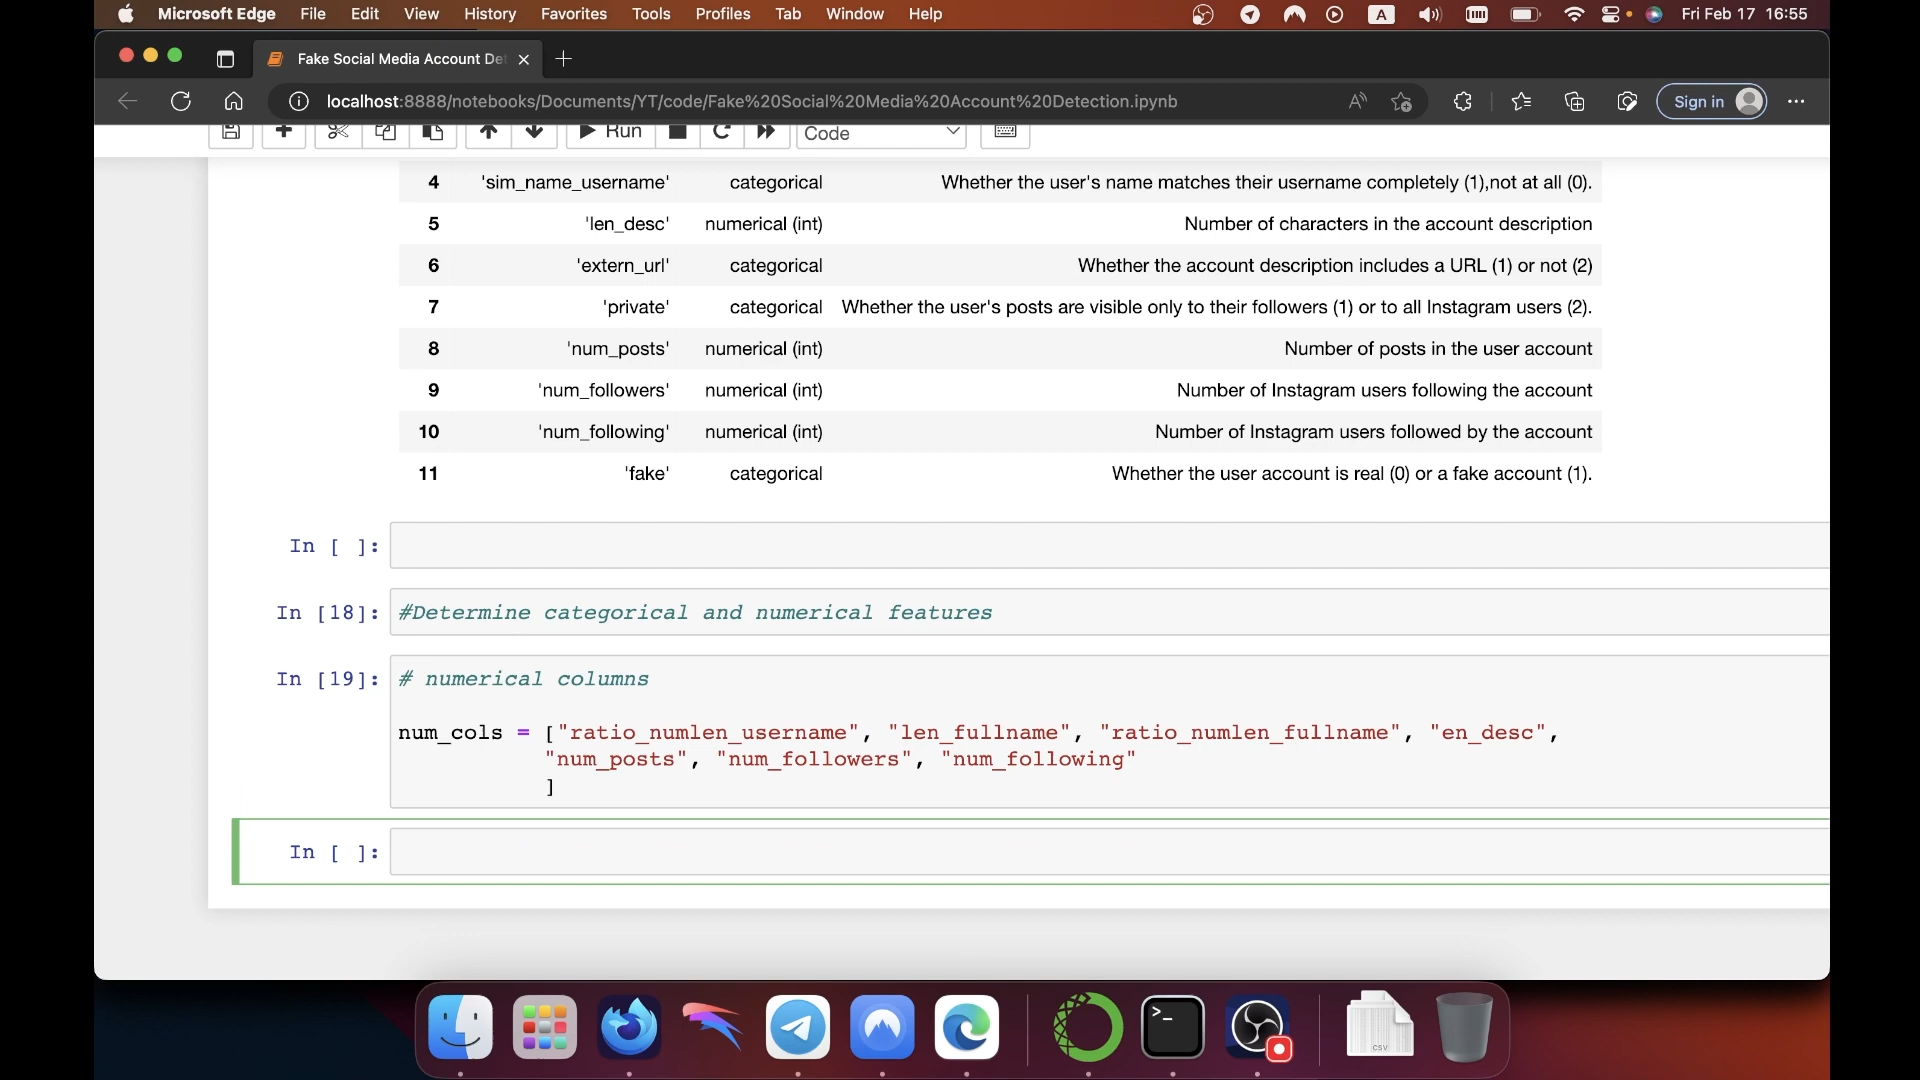 Microsoft Edge File Edit View History Favorites Tools Profiles Tab Window Help A Fri Feb 17 16:55
Fake Social Media Account Det
localhost:8888/notebooks/Documents/YT/code/Fake%20Social%20Media%20Account%20Detection.ipynb Sign in
Run Code
4 'sim_name_username' categorical Whether the user's name matches their username completely (1),not at all (0).
5 'len_desc' numerical (int) Number of characters in the account description
6 'extern_url' categorical Whether the account description includes a URL (1) or not (2)
7 'private' categorical Whether the user's posts are visible only to their followers (1) or to all Instagram users (2).
8 'num_posts' numerical (int) Number of posts in the user account
9 'num_followers' numerical (int) Number of Instagram users following the account
10 'num_following' numerical (int) Number of Instagram users followed by the account
11 'fake' categorical Whether the user account is real (0) or a fake account (1).
In [ ]:
In [18]: #Determine categorical and numerical features
In [19]: # numerical columns
num_cols = ["ratio_numlen_username", "len_fullname", "ratio_numlen_fullname", "en_desc",
"num_posts", "num_followers", "num_following"
]
In [ ]:
>_
CSV